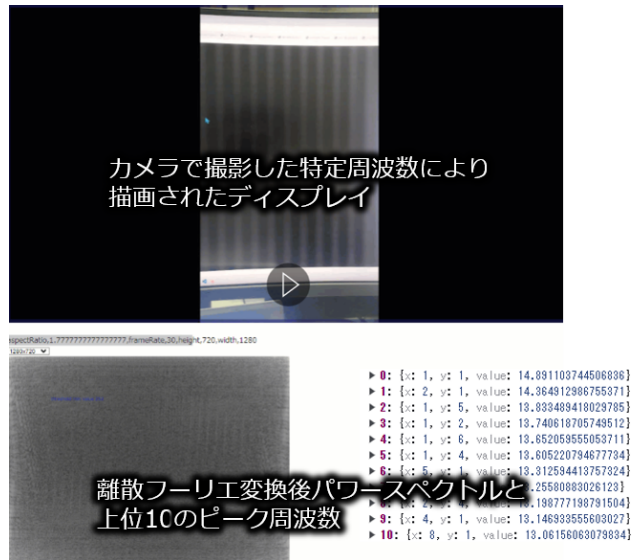 カメラで撮影した特定周波数により
描画されたディスプレイ
spectRatio,1.7777777777777777,frameRate,30,height,720,width,1280
1280x720
▶ 0: {x: 1, y: 1, value: 14.891103744506836}
▶ 1: {x: 2, y: 1, value: 14.364912986755371}
▶ 2: {x: 1, y: 5, value: 13.833489418029785}
▶ 3: {x: 1, y: 2, value: 13.740618705749512}
▶ 4: {x: 1, y: 6, value: 13.652059555053711}
▶ 5: {x: 1, y: 4, value: 13.605220794677734}
▶ 6: {x: 5, y: 1, value: 13.312594413757324}
.25580883026123}
.198777198791504}
▶ 9: {x: 4, y: 1, value: 13.146933555603027}
▶ 10: {x: 8, y: 1, value: 13.06156063079834}
離散フーリエ変換後パワースペクトルと
上位10のピーク周波数